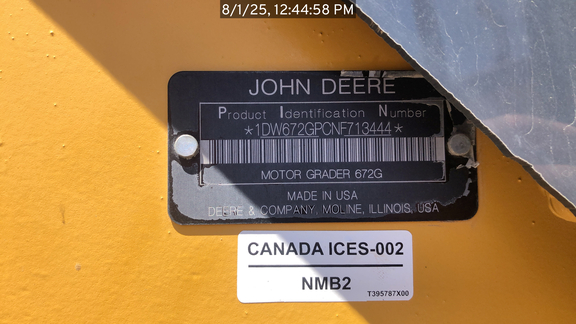 8/1/25, 12:44:58 PM
JOHN DEERE
Product Identification Number
*1DW672GPCNF713444*
MOTOR GRADER 672G
MADE IN USA
DEERE & COMPANY, MOLINE, ILLINOIS, USA
CANADA ICES-002
NMB2
T395787X00